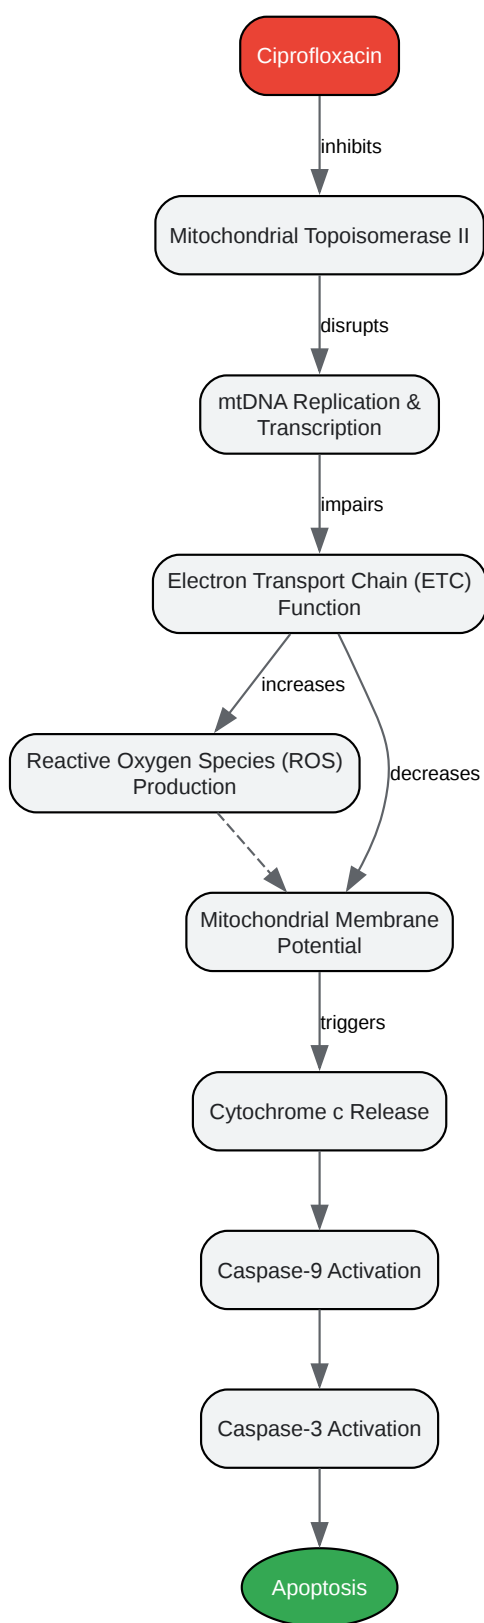 Ciprofloxacin
inhibits
Mitochondrial Topoisomerase II
disrupts
mtDNA Replication &
Transcription
impairs
Electron Transport Chain (ETC)
Function
increases
Reactive Oxygen Species (ROS)
Production
decreases
Mitochondrial Membrane
Potential
triggers
Cytochrome c Release
Caspase-9 Activation
Caspase-3 Activation
Apoptosis